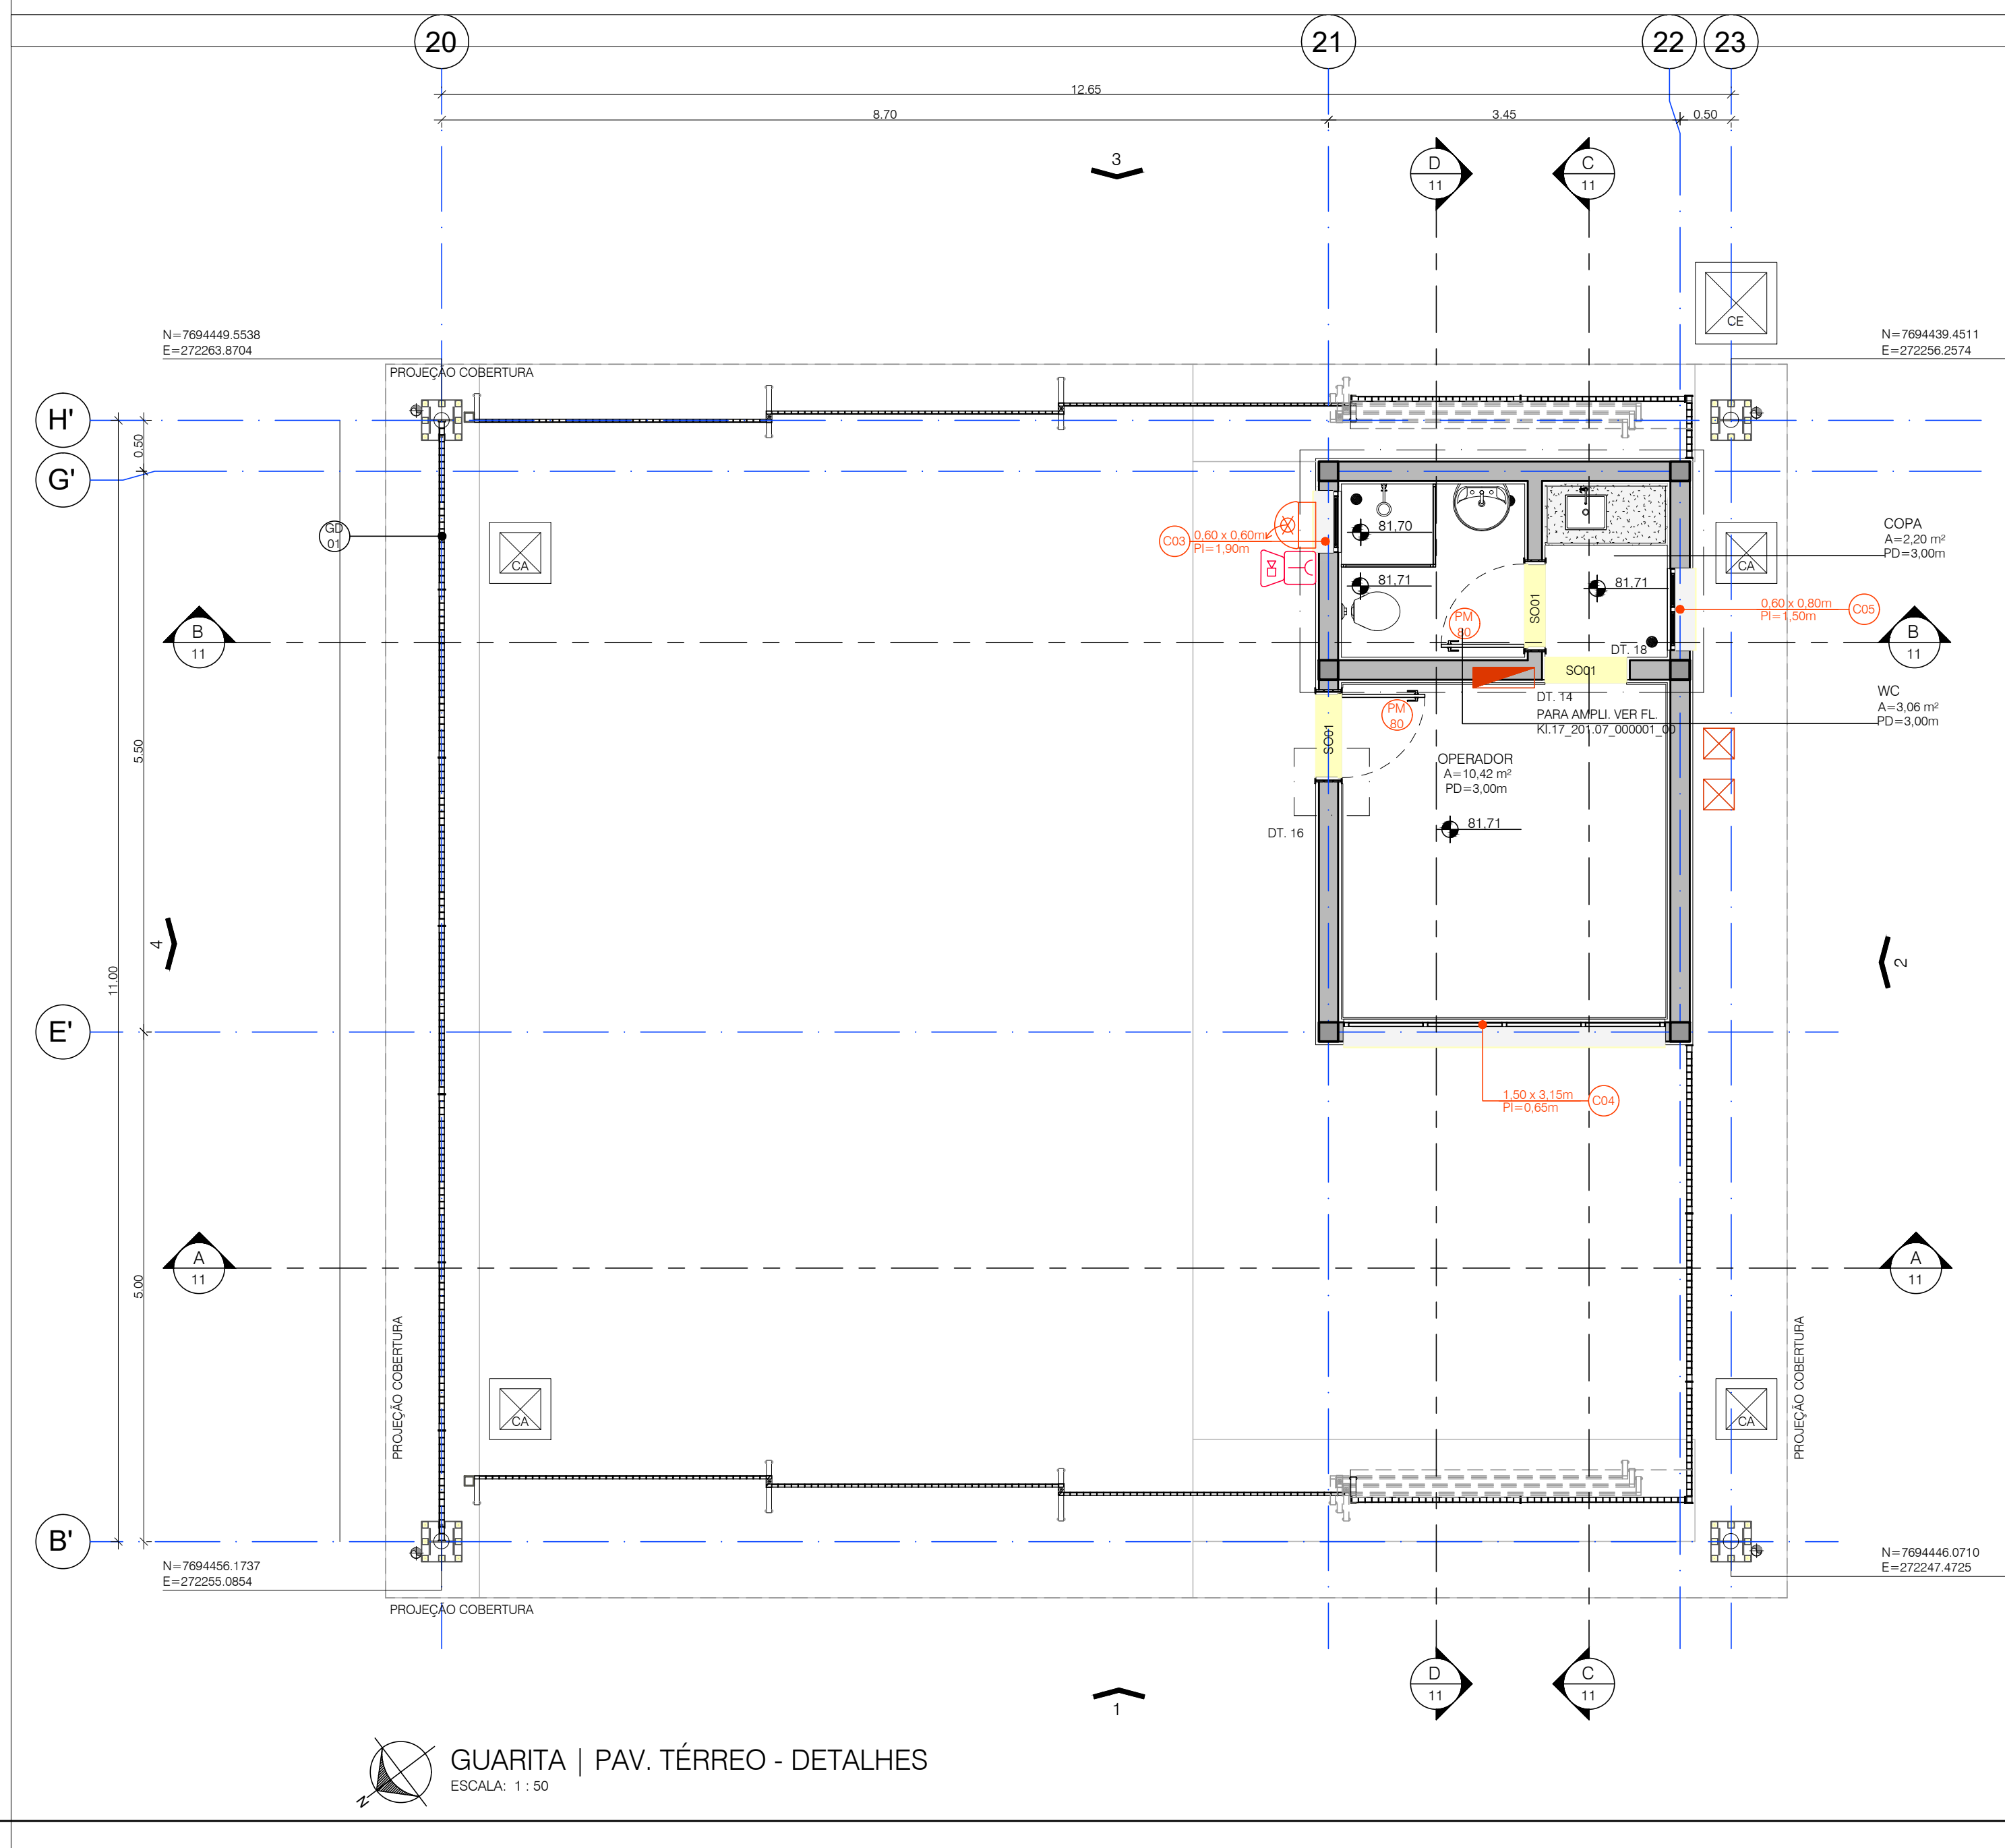 20
21
22
23
12.65
8.70
3.45
0.50
3
D
11
C
11
CE
N=7694449.5538
E=272263.8704
N=7694439.4511
E=272256.2574
PROJEÇÃO COBERTURA
H'
0.50
G'
GD
01
CA
C03
0,60 x 0,60m
PI=1,90m
81,70
81,71
SO01
81,71
PM
80
CA
COPA
A=2,20 m²
PD=3,00m
0,60 x 0,80m
PI=1,50m
C05
B
11
B
11
DT. 18
SO01
DT. 14
PARA AMPLI. VER FL.
KI.17_201.07_000001_00
WC
A=3,06 m²
PD=3,00m
PM
80
SO01
5.50
OPERADOR
A=10,42 m²
PD=3,00m
81,71
DT. 16
4
11.00
2
E'
1,50 x 3,15m
PI=0,65m
C04
A
11
A
11
5.00
PROJEÇÃO COBERTURA
PROJEÇÃO COBERTURA
CA
CA
B'
N=7694456.1737
E=272255.0854
N=7694446.0710
E=272247.4725
PROJEÇÃO COBERTURA
D
11
C
11
1
N
GUARITA | PAV. TÉRREO - DETALHES
ESCALA: 1 : 50